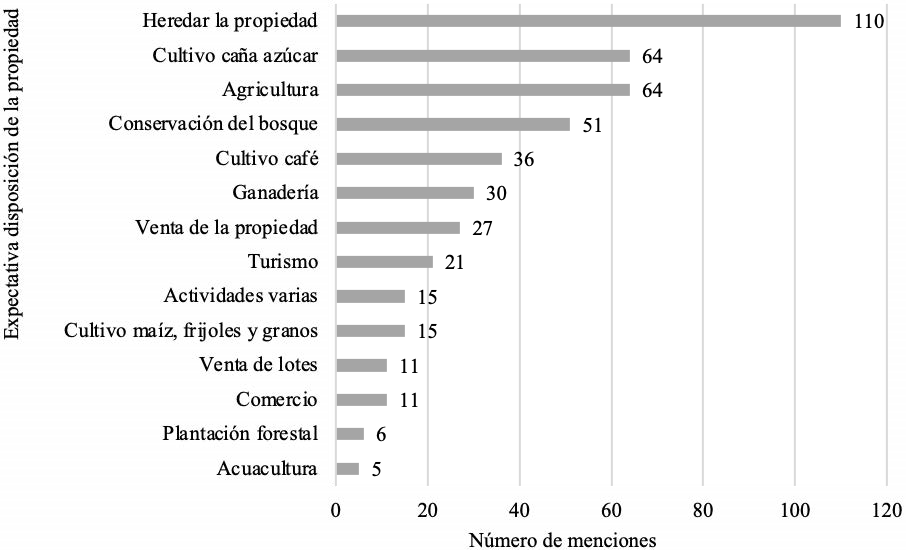 Expectativa disposición de la propiedad
Heredar la propiedad 110
Cultivo caña azúcar 64
Agricultura 64
Conservación del bosque 51
Cultivo café 36
Ganadería 30
Venta de la propiedad 27
Turismo 21
Actividades varias 15
Cultivo maíz, frijoles y granos 15
Venta de lotes 11
Comercio 11
Plantación forestal 6
Acuacultura 5
0 20 40 60 80 100 120
Número de menciones